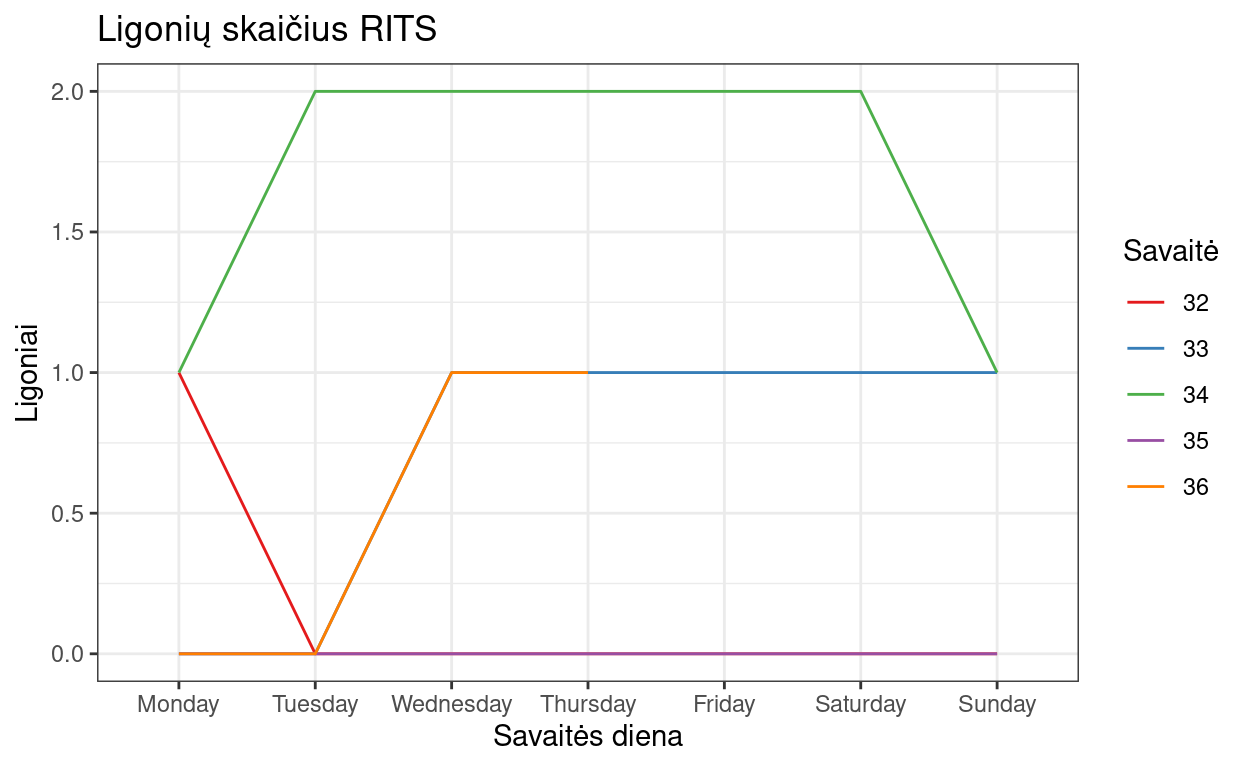 Ligonių skaičius RITS
2.0
1.5
1.0
0.5
0.0
Ligoniai
Monday Tuesday Wednesday Thursday Friday Saturday Sunday
Savaitės diena
Savaitė
32
33
34
35
36